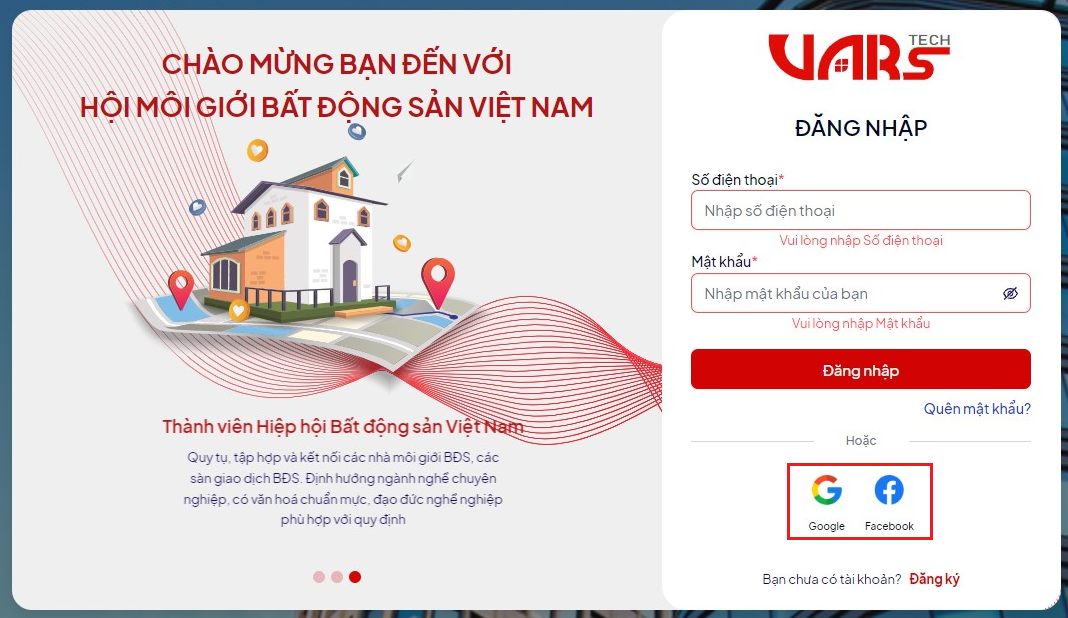 CHÀO MỪNG BẠN ĐẾN VỚI
HỘI MÔI GIỚI BẤT ĐỘNG SẢN VIỆT NAM
Thành viên Hiệp hội Bất động sản Việt Nam
Quy tụ, tập hợp và kết nối các nhà môi giới BĐS, các
sàn giao dịch BĐS. Định hướng ngành nghề chuyên
nghiệp, có văn hoá chuẩn mực, đạo đức nghề nghiệp
phù hợp với quy định
VARS TECH
ĐĂNG NHẬP
Số điện thoại*
Nhập số điện thoại
Vui lòng nhập Số điện thoại
Mật khẩu*
Nhập mật khẩu của bạn
Vui lòng nhập Mật khẩu
Đăng nhập
Quên mật khẩu?
Hoặc
Google Facebook
Bạn chưa có tài khoản? Đăng ký